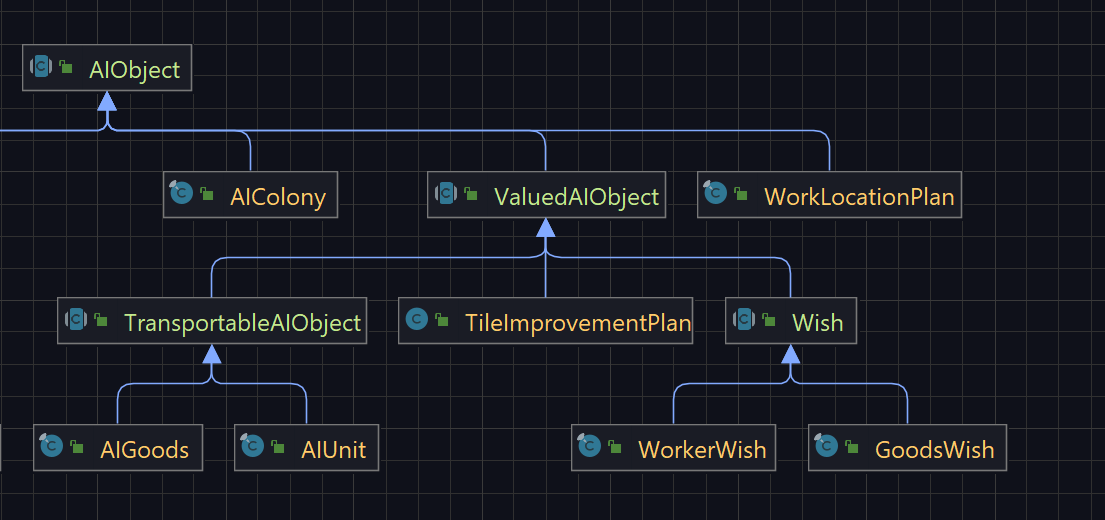 AIObject
AIColony
ValuedAIObject
WorkLocationPlan
TransportableAIObject
TileImprovementPlan
Wish
AIGoods
AIUnit
WorkerWish
GoodsWish